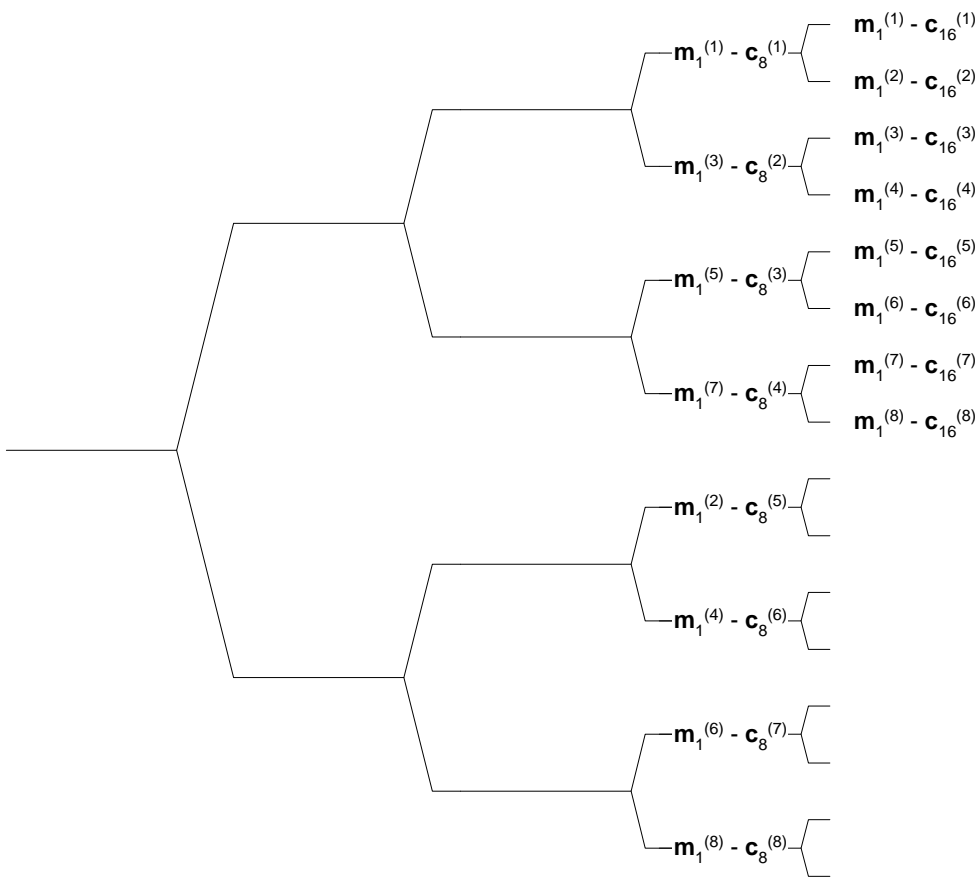 m₁⁽¹⁾ - c₁₆⁽¹⁾
m₁⁽¹⁾ - c₈⁽¹⁾
m₁⁽²⁾ - c₁₆⁽²⁾
m₁⁽³⁾ - c₁₆⁽³⁾
m₁⁽³⁾ - c₈⁽²⁾
m₁⁽⁴⁾ - c₁₆⁽⁴⁾
m₁⁽⁵⁾ - c₁₆⁽⁵⁾
m₁⁽⁵⁾ - c₈⁽³⁾
m₁⁽⁶⁾ - c₁₆⁽⁶⁾
m₁⁽⁷⁾ - c₁₆⁽⁷⁾
m₁⁽⁷⁾ - c₈⁽⁴⁾
m₁⁽⁸⁾ - c₁₆⁽⁸⁾
m₁⁽²⁾ - c₈⁽⁵⁾
m₁⁽⁴⁾ - c₈⁽⁶⁾
m₁⁽⁶⁾ - c₈⁽⁷⁾
m₁⁽⁸⁾ - c₈⁽⁸⁾